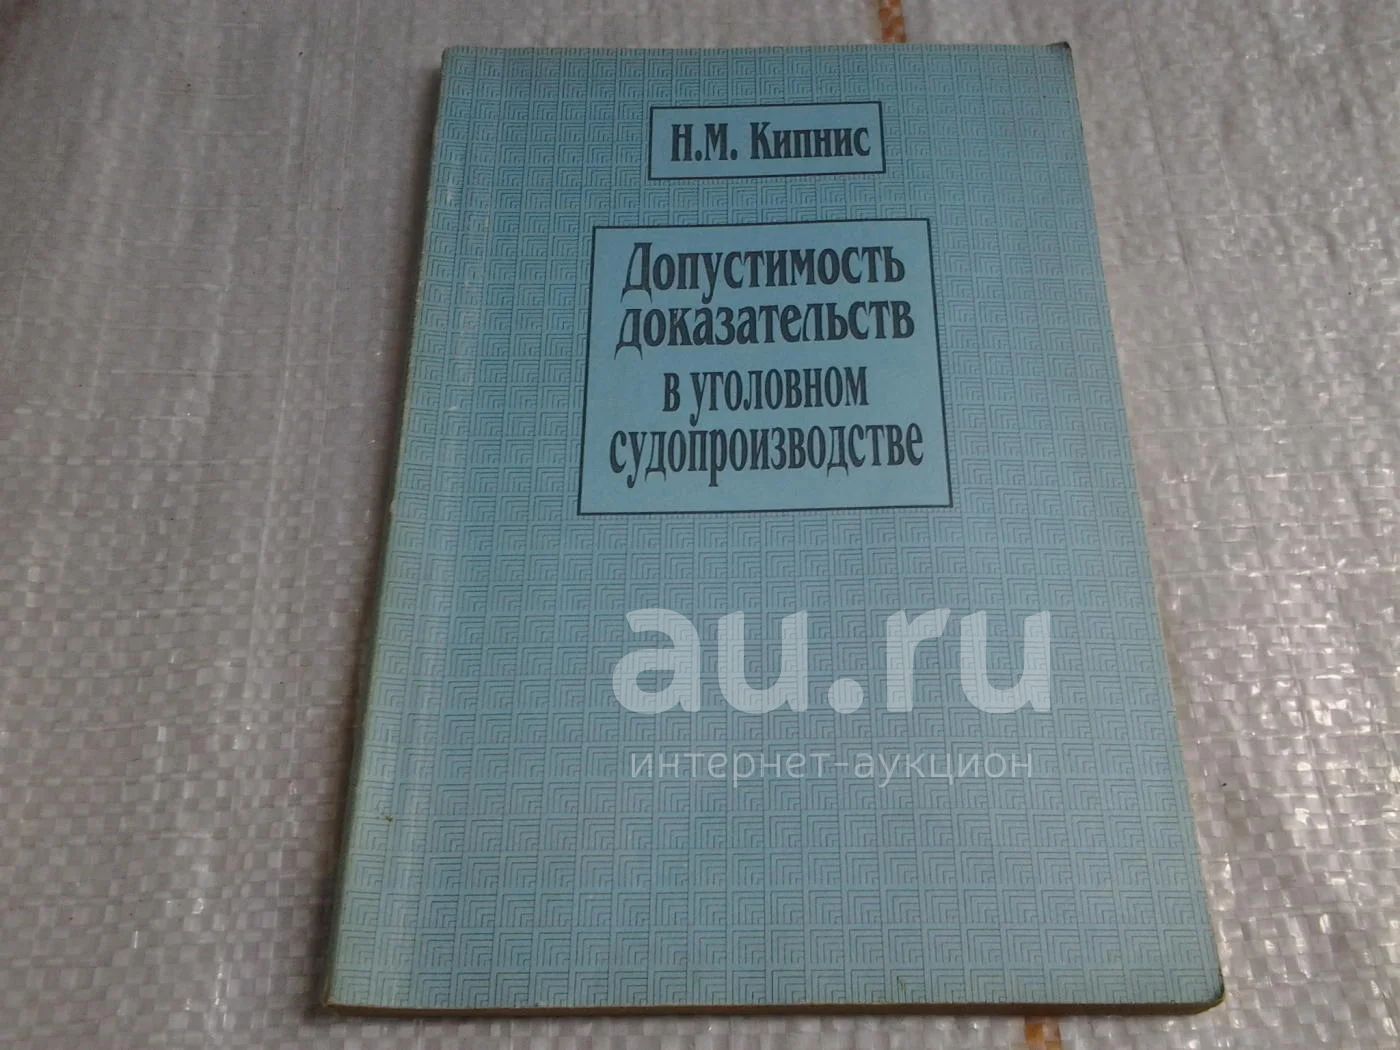 Н.М. Кипнис
Допустимость
доказательств
в уголовном
судопроизводстве
au.ru
интернет-аукцион